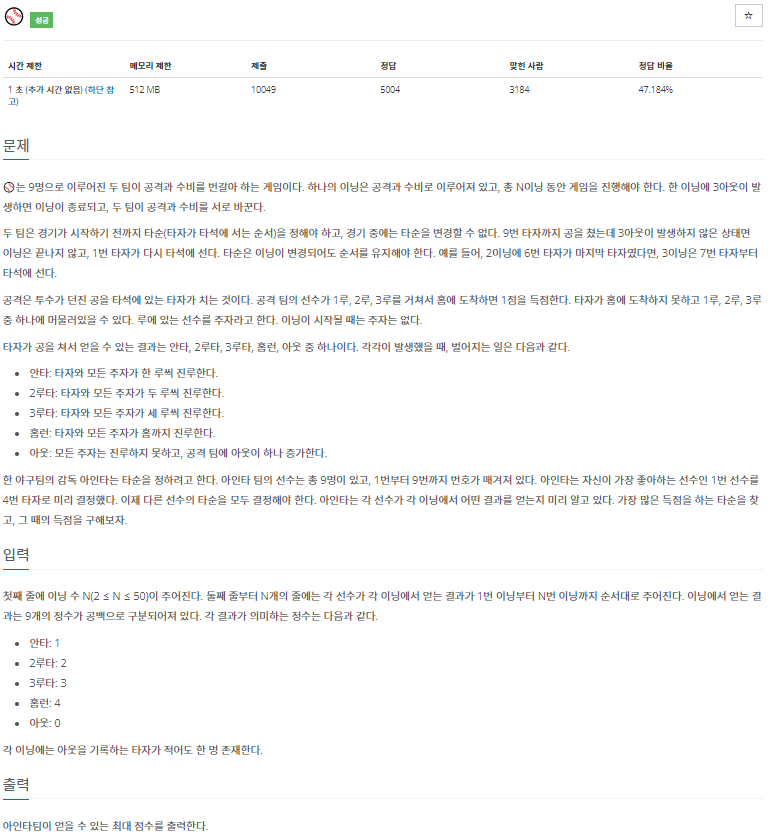 성공
☆
시간 제한 메모리 제한 제출 정답 맞힌 사람 정답 비율
1 초 (추가 시간 없음) (하단 참
고) 512 MB 10049 5004 3184 47.184%
문제
는 9명으로 이루어진 두 팀이 공격과 수비를 번갈아 하는 게임이다. 하나의 이닝은 공격과 수비로 이루어져 있고, 총 N이닝 동안 게임을 진행해야 한다. 한 이닝에 3아웃이 발
생하면 이닝이 종료되고, 두 팀이 공격과 수비를 서로 바꾼다.
두 팀은 경기가 시작하기 전까지 타순(타자가 타석에 서는 순서)을 정해야 하고, 경기 중에는 타순을 변경할 수 없다. 9번 타자까지 공을 쳤는데 3아웃이 발생하지 않은 상태면
이닝은 끝나지 않고, 1번 타자가 다시 타석에 선다. 타순은 이닝이 변경되어도 순서를 유지해야 한다. 예를 들어, 2이닝에 6번 타자가 마지막 타자였다면, 3이닝은 7번 타자부터
타석에 선다.
공격은 투수가 던진 공을 타석에 있는 타자가 치는 것이다. 공격 팀의 선수가 1루, 2루, 3루를 거쳐서 홈에 도착하면 1점을 득점한다. 타자가 홈에 도착하지 못하고 1루, 2루, 3루
중 하나에 머물러있을 수 있다. 루에 있는 선수를 주자라고 한다. 이닝이 시작될 때는 주자는 없다.
타자가 공을 쳐서 얻을 수 있는 결과는 안타, 2루타, 3루타, 홈런, 아웃 중 하나이다. 각각이 발생했을 때, 벌어지는 일은 다음과 같다.
• 안타: 타자와 모든 주자가 한 루씩 진루한다.
• 2루타: 타자와 모든 주자가 두 루씩 진루한다.
• 3루타: 타자와 모든 주자가 세 루씩 진루한다.
• 홈런: 타자와 모든 주자가 홈까지 진루한다.
• 아웃: 모든 주자는 진루하지 못하고, 공격 팀에 아웃이 하나 증가한다.
한 야구팀의 감독 아인타는 타순을 정하려고 한다. 아인타 팀의 선수는 총 9명이 있고, 1번부터 9번까지 번호가 매겨져 있다. 아인타는 자신이 가장 좋아하는 선수인 1번 선수를
4번 타자로 미리 결정했다. 이제 다른 선수의 타순을 모두 결정해야 한다. 아인타는 각 선수가 각 이닝에서 어떤 결과를 얻는지 미리 알고 있다. 가장 많은 득점을 하는 타순을 찾
고, 그 때의 득점을 구해보자.
입력
첫째 줄에 이닝 수 N(2 ≤ N ≤ 50)이 주어진다. 둘째 줄부터 N개의 줄에는 각 선수가 각 이닝에서 얻는 결과가 1번 이닝부터 N번 이닝까지 순서대로 주어진다. 이닝에서 얻는 결
과는 9개의 정수가 공백으로 구분되어져 있다. 각 결과가 의미하는 정수는 다음과 같다.
• 안타: 1
• 2루타: 2
• 3루타: 3
• 홈런: 4
• 아웃: 0
각 이닝에는 아웃을 기록하는 타자가 적어도 한 명 존재한다.
출력
아인타팀이 얻을 수 있는 최대 점수를 출력한다.